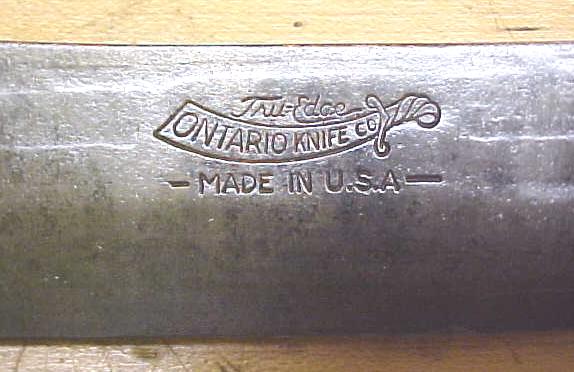 Tru-Edge
ONTARIO KNIFE CO
- MADE IN U.S.A -